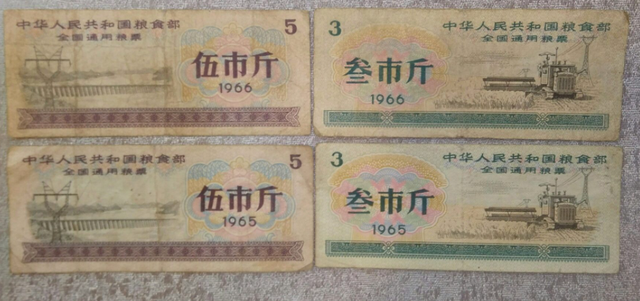 中华人民共和国粮食部 5
全国通用粮票
伍市斤
1966
3 中华人民共和国粮食部
全国通用粮票
叁市斤
1966
中华人民共和国粮食部 5
全国通用粮票
伍市斤
1965
3 中华人民共和国粮食部
全国通用粮票
叁市斤
1965